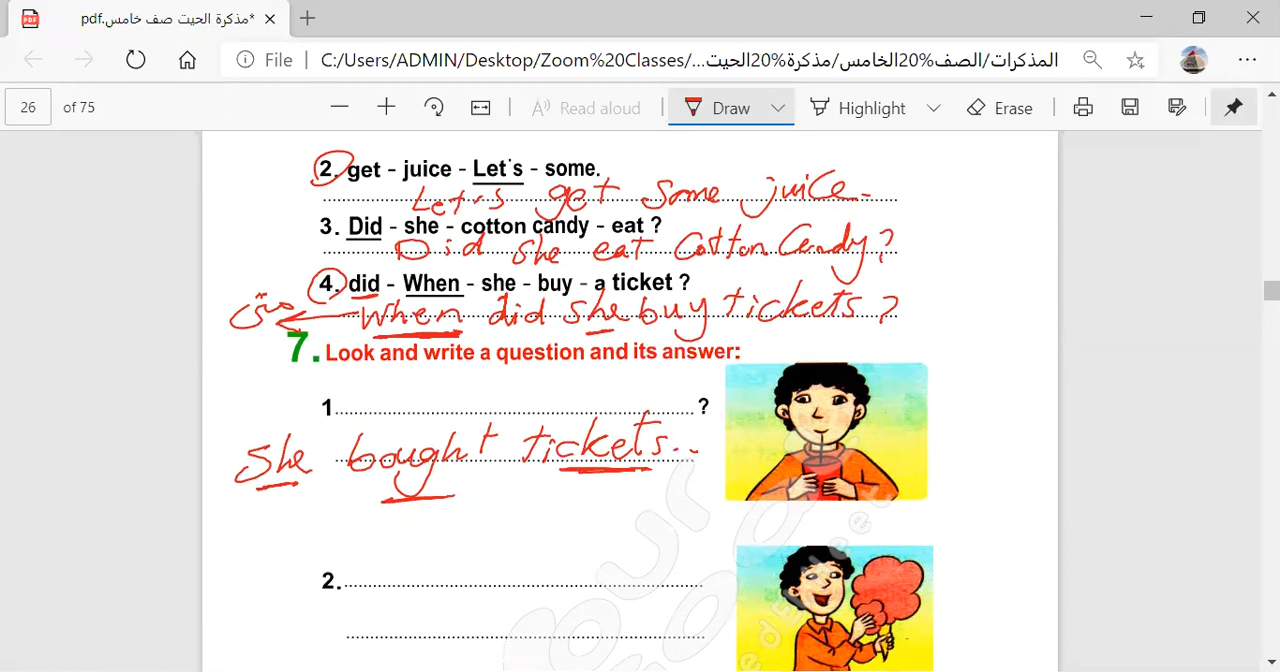 *مذكرة الحيت صف خامس.pdf
File
C:/Users/ADMIN/Desktop/Zoom%20Classes/المذكرات/الصف%20الخامس/مذكرة%20الحيت...
26 of 75
Read aloud
Draw
Highlight
Erase
2. get - juice - Let's - some.
Let's get some juice.
3. Did - she - cotton candy - eat ?
Did she eat Cotton Candy?
4. did - When - she - buy - a ticket ?
متى When did she buy tickets?
7. Look and write a question and its answer:
1 ?
She bought tickets..
2.